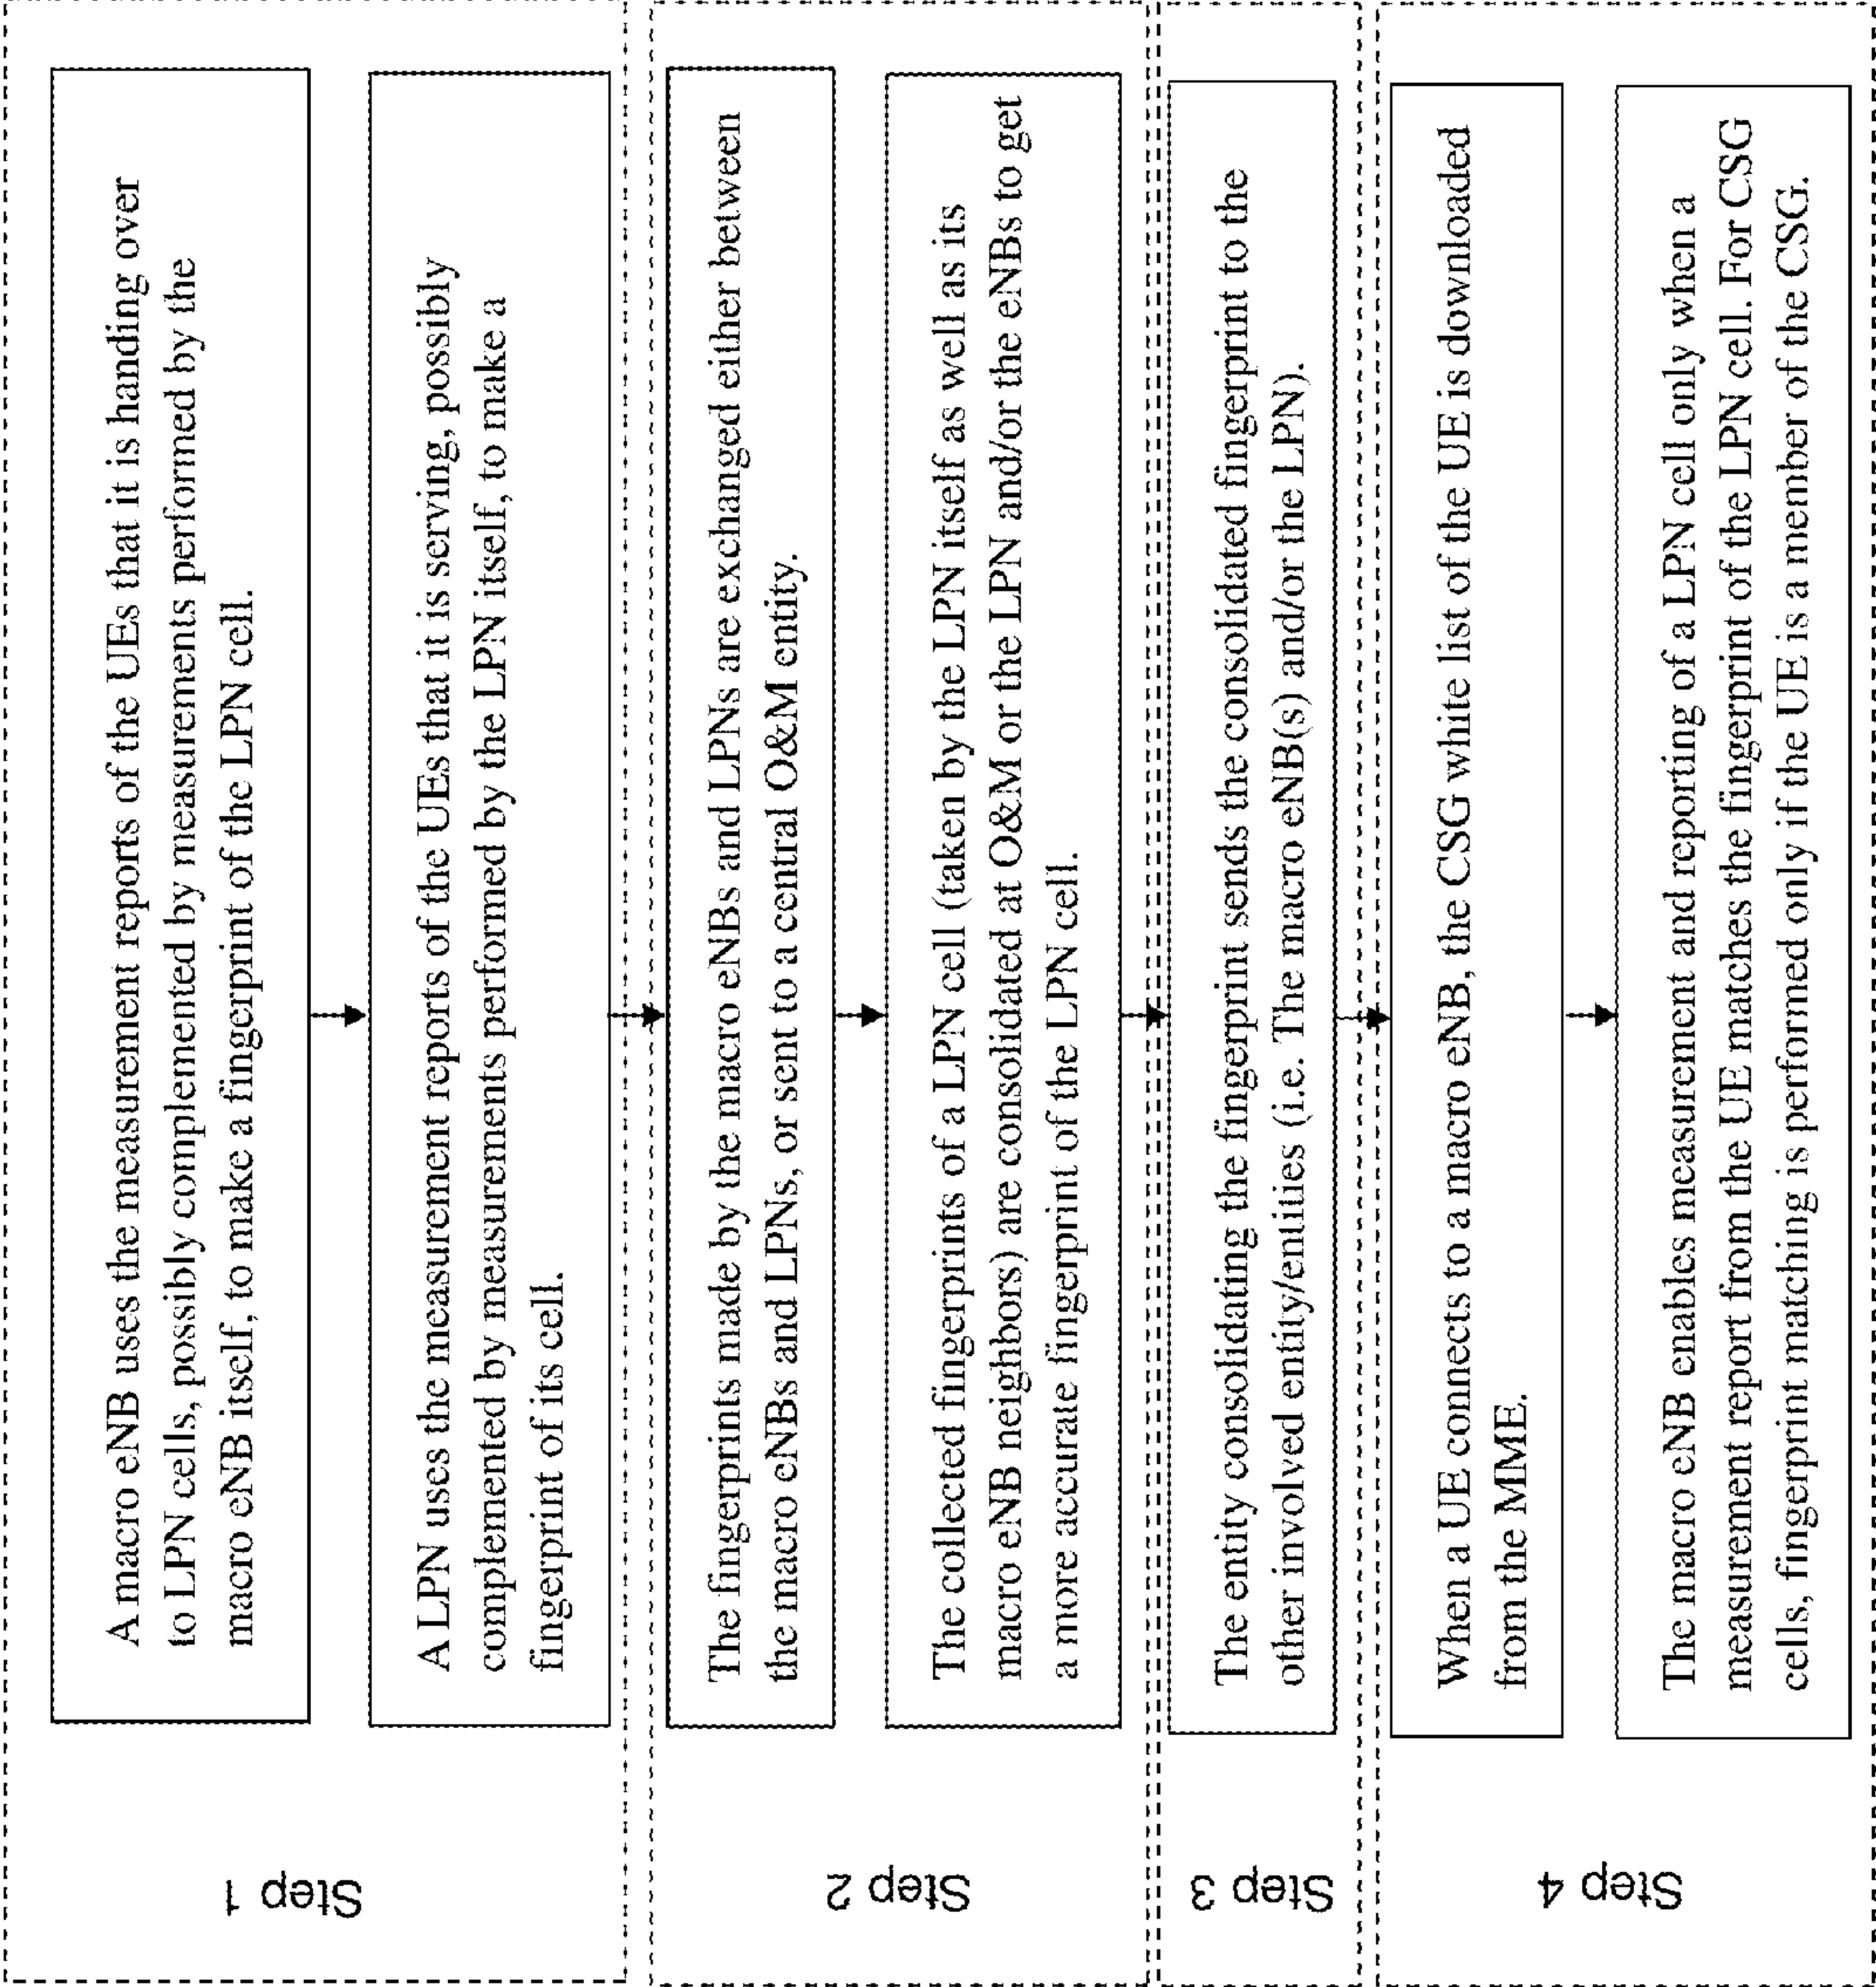 Step 1
A macro eNB uses the measurement reports of the UEs that it is handing over
to LPN cells, possibly complemented by measurements performed by the
macro eNB itself, to make a fingerprint of the LPN cell.
A LPN uses the measurement reports of the UEs that it is serving, possibly
complemented by measurements performed by the LPN itself, to make a
fingerprint of its cell.
Step 2
The fingerprints made by the macro eNBs and LPNs are exchanged either between
the macro eNBs and LPNs, or sent to a central O&M entity.
The collected fingerprints of a LPN cell (taken by the LPN itself as well as its
macro eNB neighbors) are consolidated at O&M or the LPN and/or the eNBs to get
a more accurate fingerprint of the LPN cell.
Step 3
The entity consolidating the fingerprint sends the consolidated fingerprint to the
other involved entity/entities (i.e. The macro eNB(s) and/or the LPN).
Step 4
When a UE connects to a macro eNB, the CSG white list of the UE is downloaded
from the MME.
The macro eNB enables measurement and reporting of a LPN cell only when a
measurement report from the UE matches the fingerprint of the LPN cell. For CSG
cells, fingerprint matching is performed only if the UE is a member of the CSG.